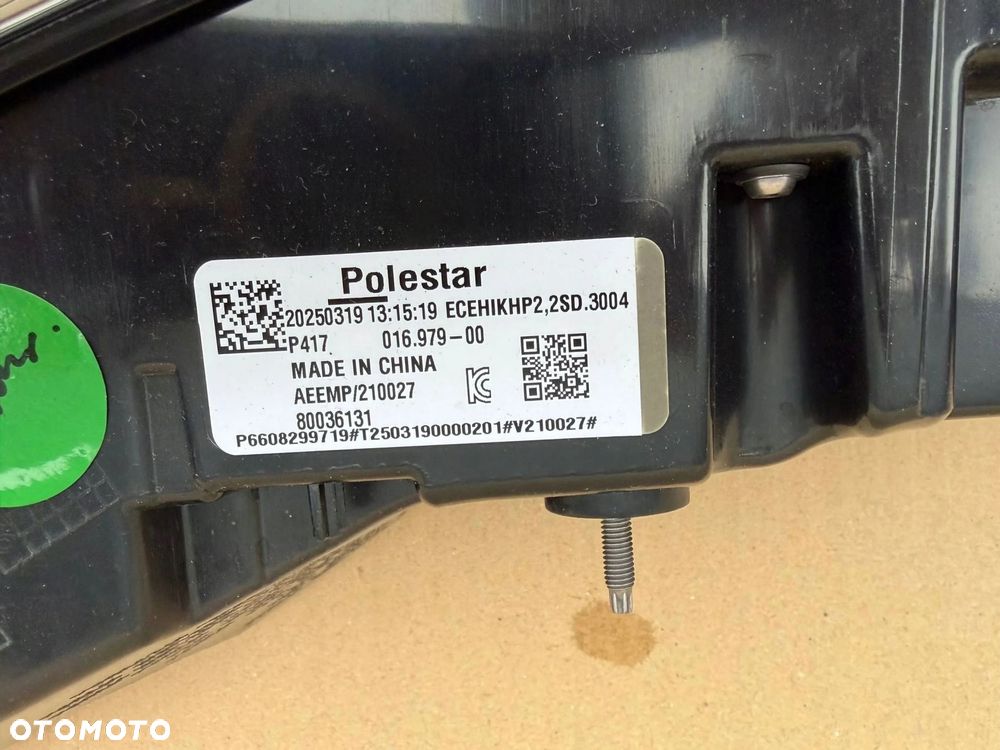 Polestar
20250319 13:15:19 ECEHIKHP2,2SD.3004
P417 016.979-00
MADE IN CHINA
AEEMP/210027
80036131
P6608299719#T2503190000201#V210027#
OTOMOTO